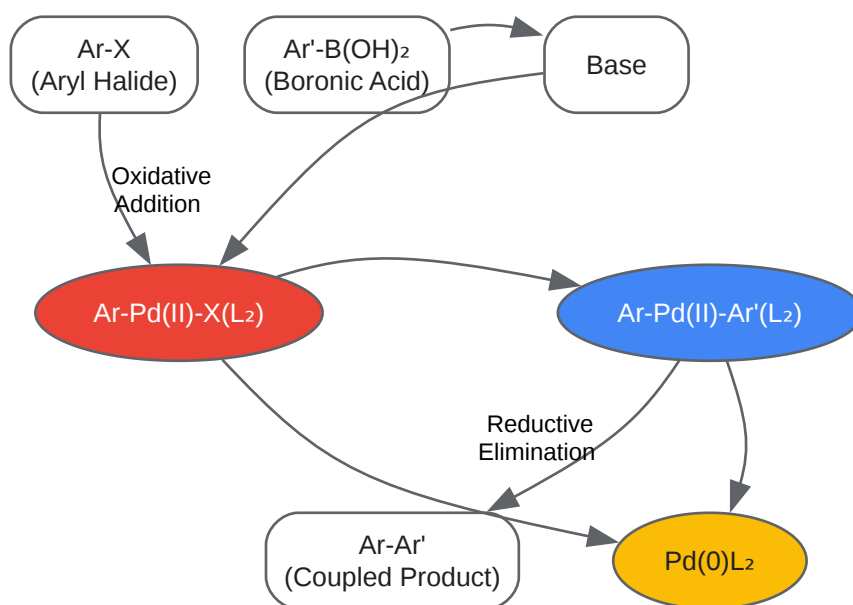 Ar-X
(Aryl Halide)
Ar'-B(OH)₂
(Boronic Acid)
Base
Oxidative
Addition
Ar-Pd(II)-X(L₂)
Ar-Pd(II)-Ar'(L₂)
Reductive
Elimination
Ar-Ar'
(Coupled Product)
Pd(0)L₂